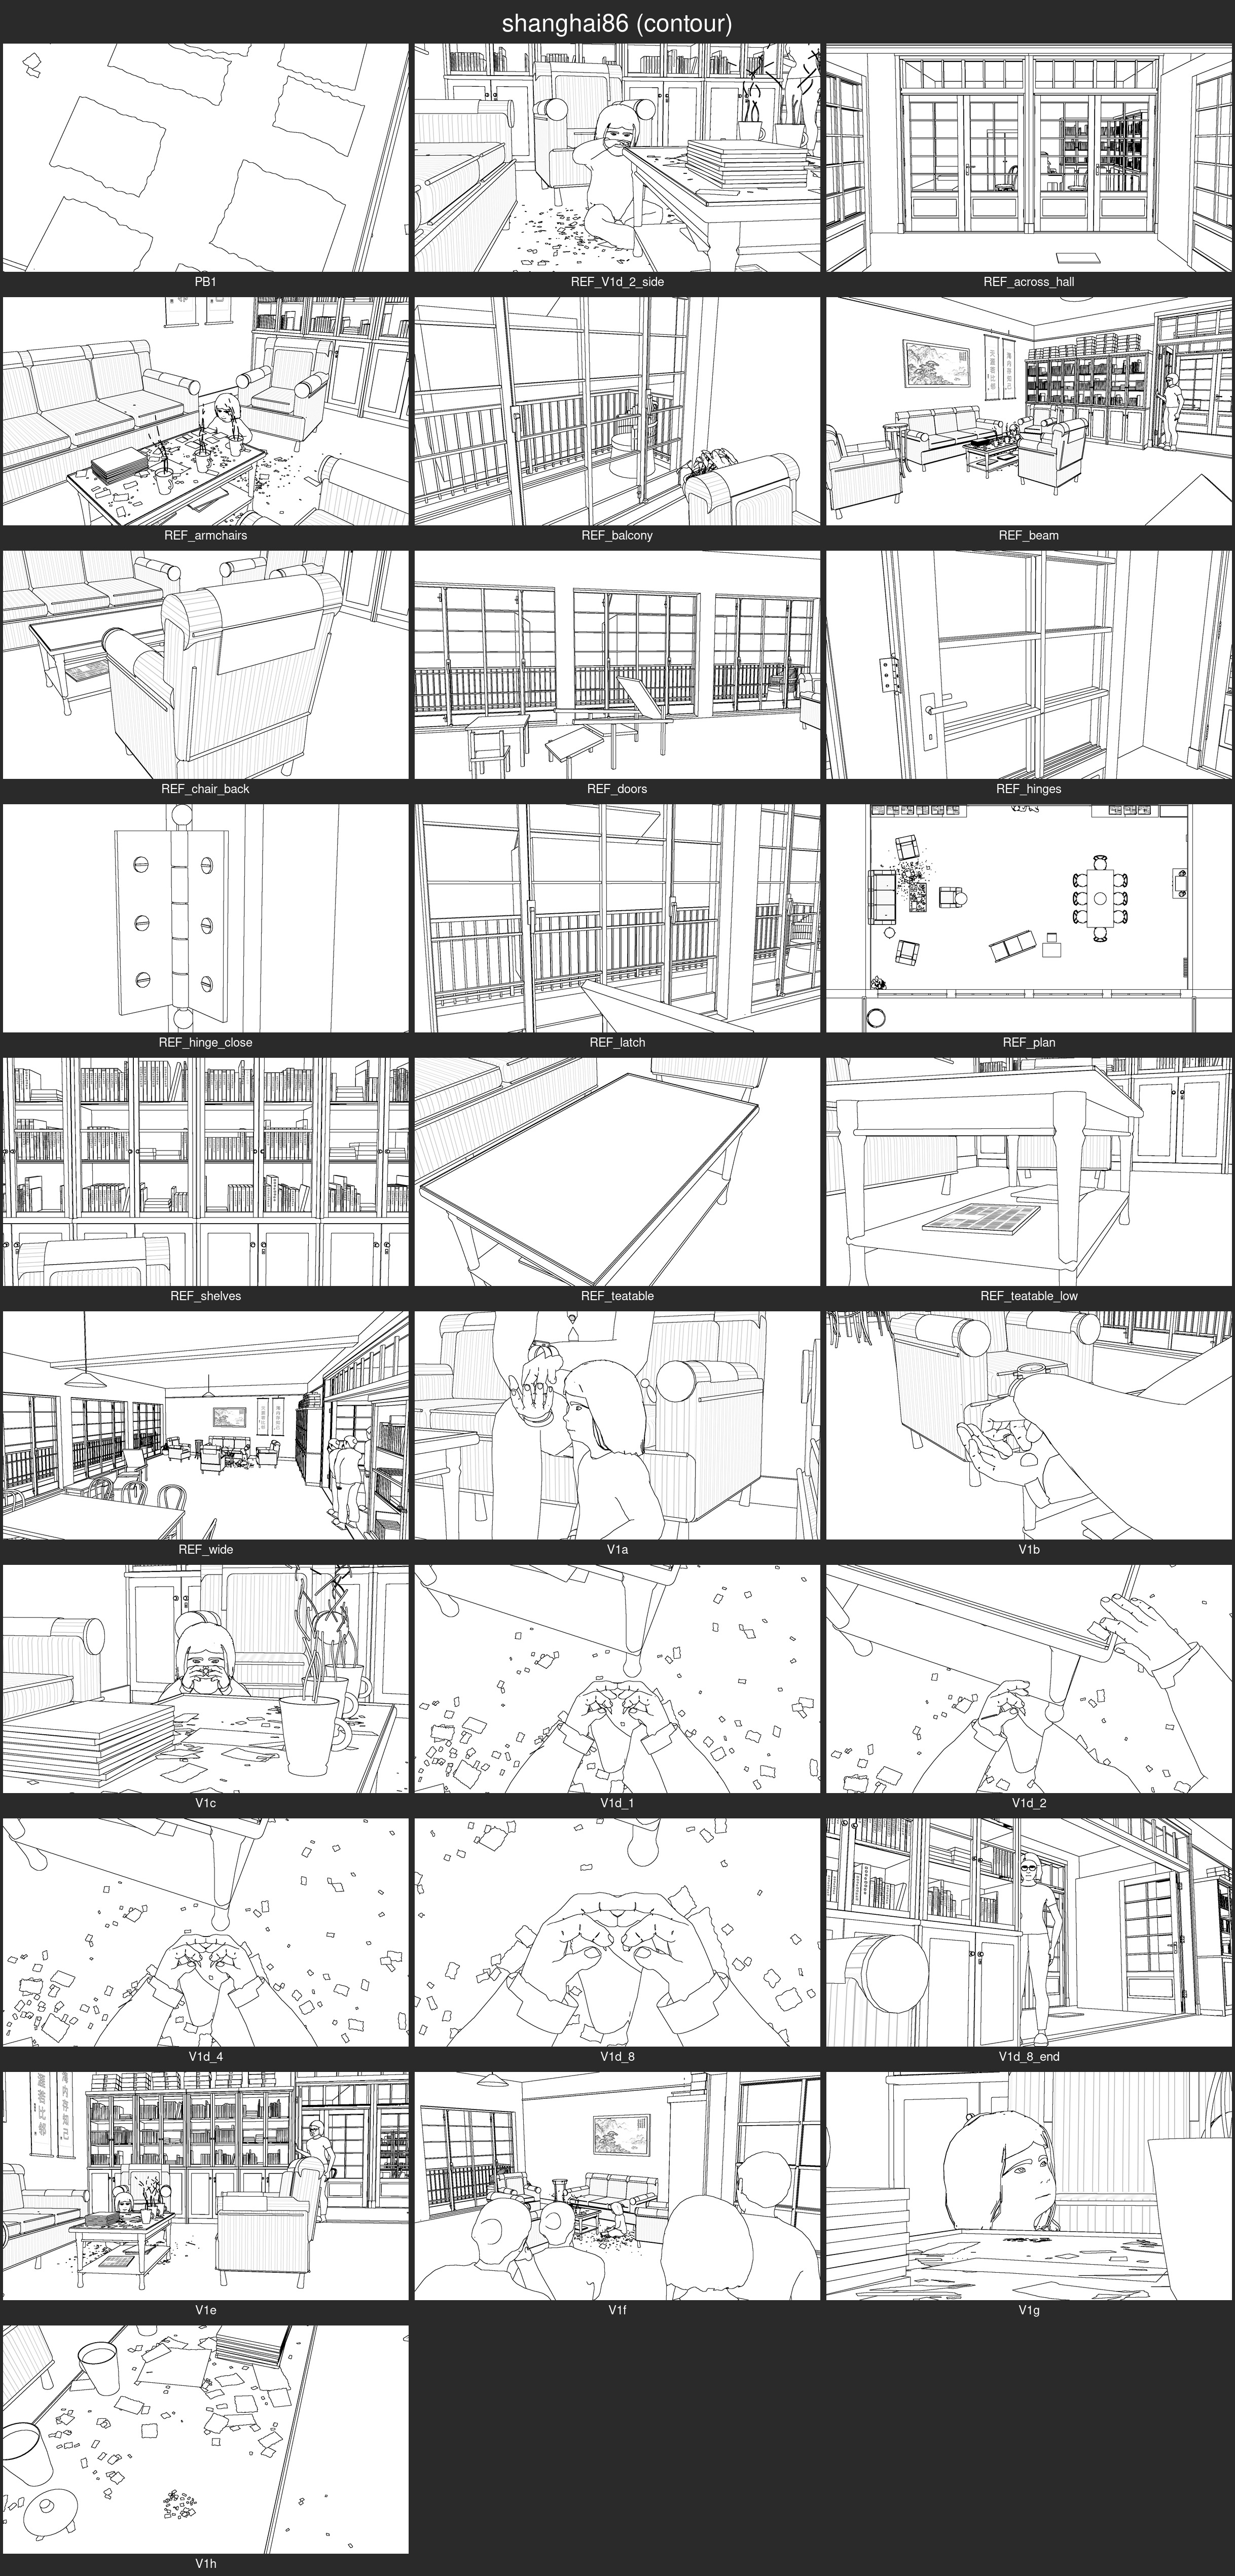 shanghai86 (contour)
PB1
REF_V1d_2_side
REF_across_hall
REF_armchairs
REF_balcony
REF_beam
REF_chair_back
REF_doors
REF_hinges
REF_hinge_close
REF_latch
REF_plan
REF_shelves
REF_teatable
REF_teatable_low
REF_wide
V1a
V1b
V1c
V1d_1
V1d_2
V1d_4
V1d_8
V1d_8_end
V1e
V1f
V1g
V1h